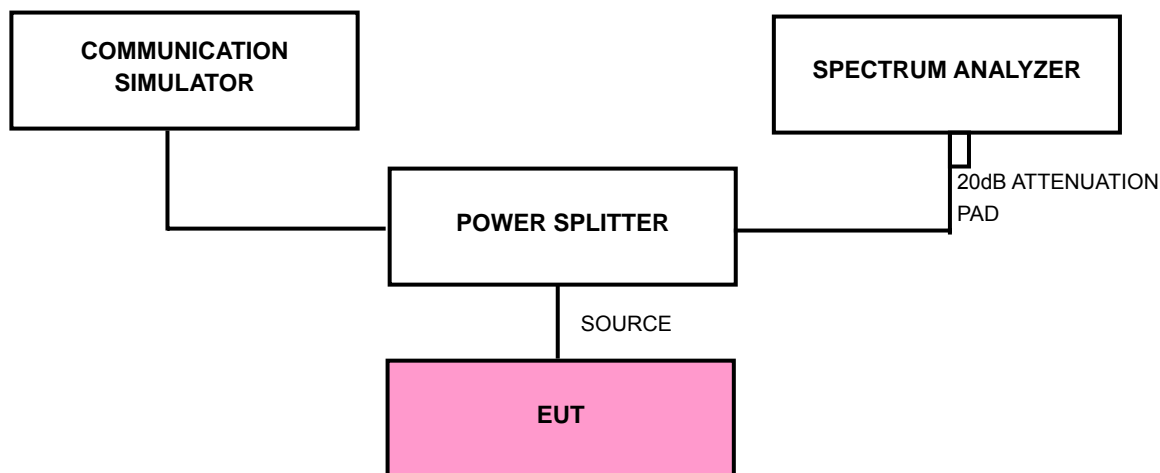 COMMUNICATION
SIMULATOR
SPECTRUM ANALYZER
20dB ATTENUATION
PAD
POWER SPLITTER
SOURCE
EUT